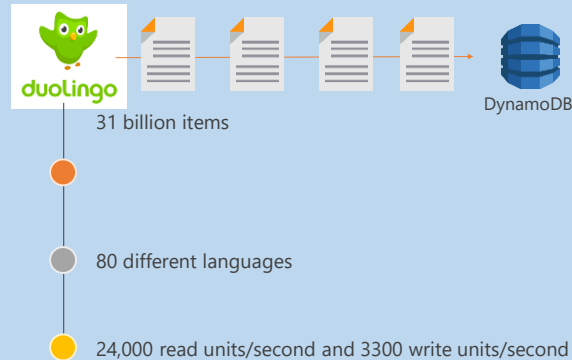 duolingo
DynamoDB
31 billion items
80 different languages
24,000 read units/second and 3300 write units/second